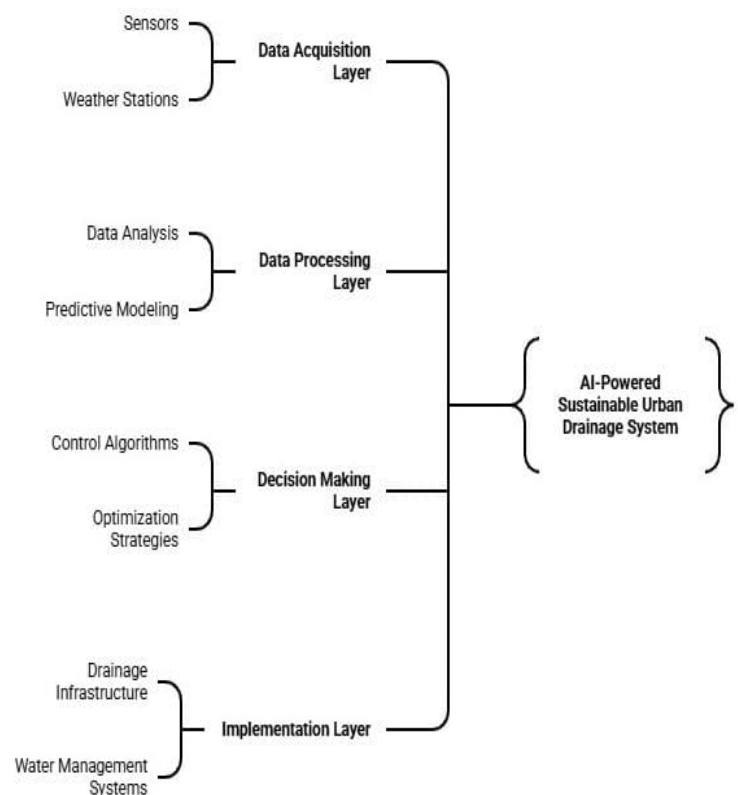 Sensors
Data Acquisition
Layer
Weather Stations
Data Analysis
Data Processing
Layer
Predictive Modeling
AI-Powered
Sustainable Urban
Drainage System
Control Algorithms
Decision Making
Layer
Optimization
Strategies
Drainage
Infrastructure
Implementation Layer
Water Management
Systems